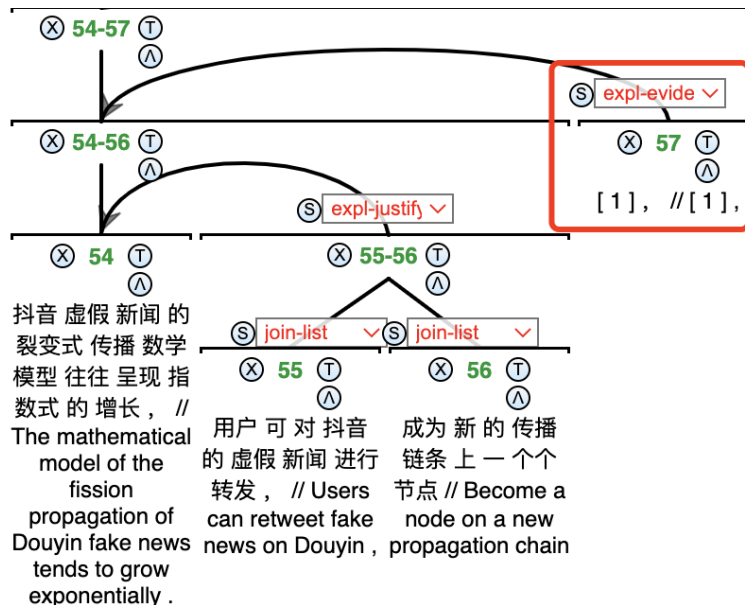 X 54-57 T
Λ
S expl-evide
X 54-56 T
Λ
X 57 T
Λ
[ 1 ] , //[ 1 ] ,
S expl-justify
X 54 T
Λ
X 55-56 T
Λ
抖音 虚假 新闻 的
裂变式 传播 数学
模型 往往 呈现 指
数式 的 增长 , //
The mathematical
model of the
fission
propagation of
Douyin fake news
tends to grow
exponentially .
S join-list
X 55 T
Λ
用户 可 对 抖音
的 虚假 新闻 进行
转发 , // Users
can retweet fake
news on Douyin ,
S join-list
X 56 T
Λ
成为 新 的 传播
链条 上 一 个个
节点 // Become a
node on a new
propagation chain